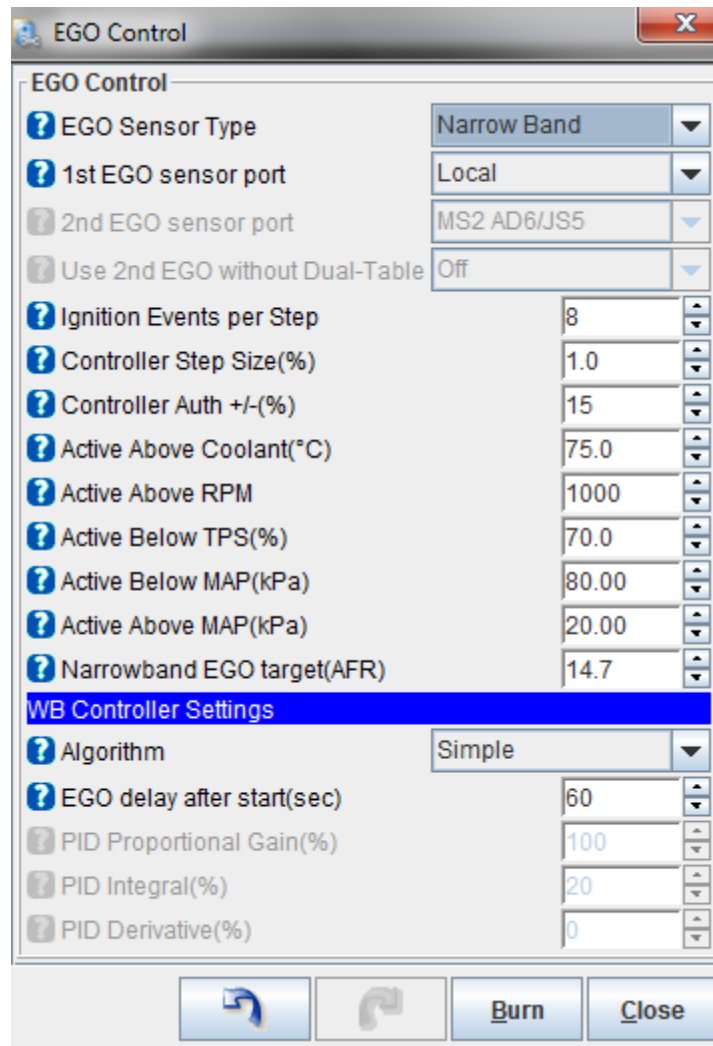 EGO Control
EGO Control
EGO Sensor Type Narrow Band
1st EGO sensor port Local
2nd EGO sensor port MS2 AD6/JS5
Use 2nd EGO without Dual-Table Off
Ignition Events per Step 8
Controller Step Size(%) 1.0
Controller Auth +/-(%) 15
Active Above Coolant(°C) 75.0
Active Above RPM 1000
Active Below TPS(%) 70.0
Active Below MAP(kPa) 80.00
Active Above MAP(kPa) 20.00
Narrowband EGO target(AFR) 14.7
WB Controller Settings
Algorithm Simple
EGO delay after start(sec) 60
PID Proportional Gain(%) 100
PID Integral(%) 20
PID Derivative(%) 0
Burn Close